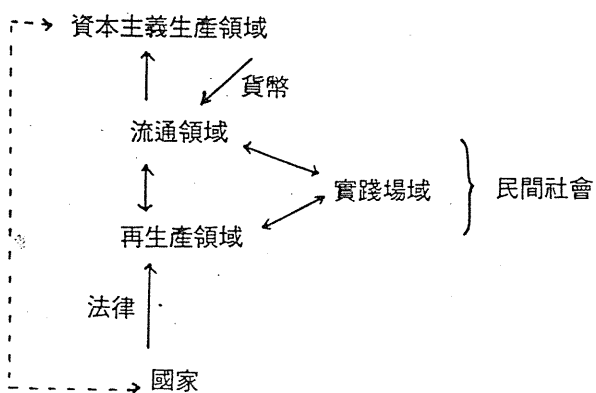 資本主義生產領域
貨幣
流通領域
實踐場域
民間社會
再生產領域
法律
國家